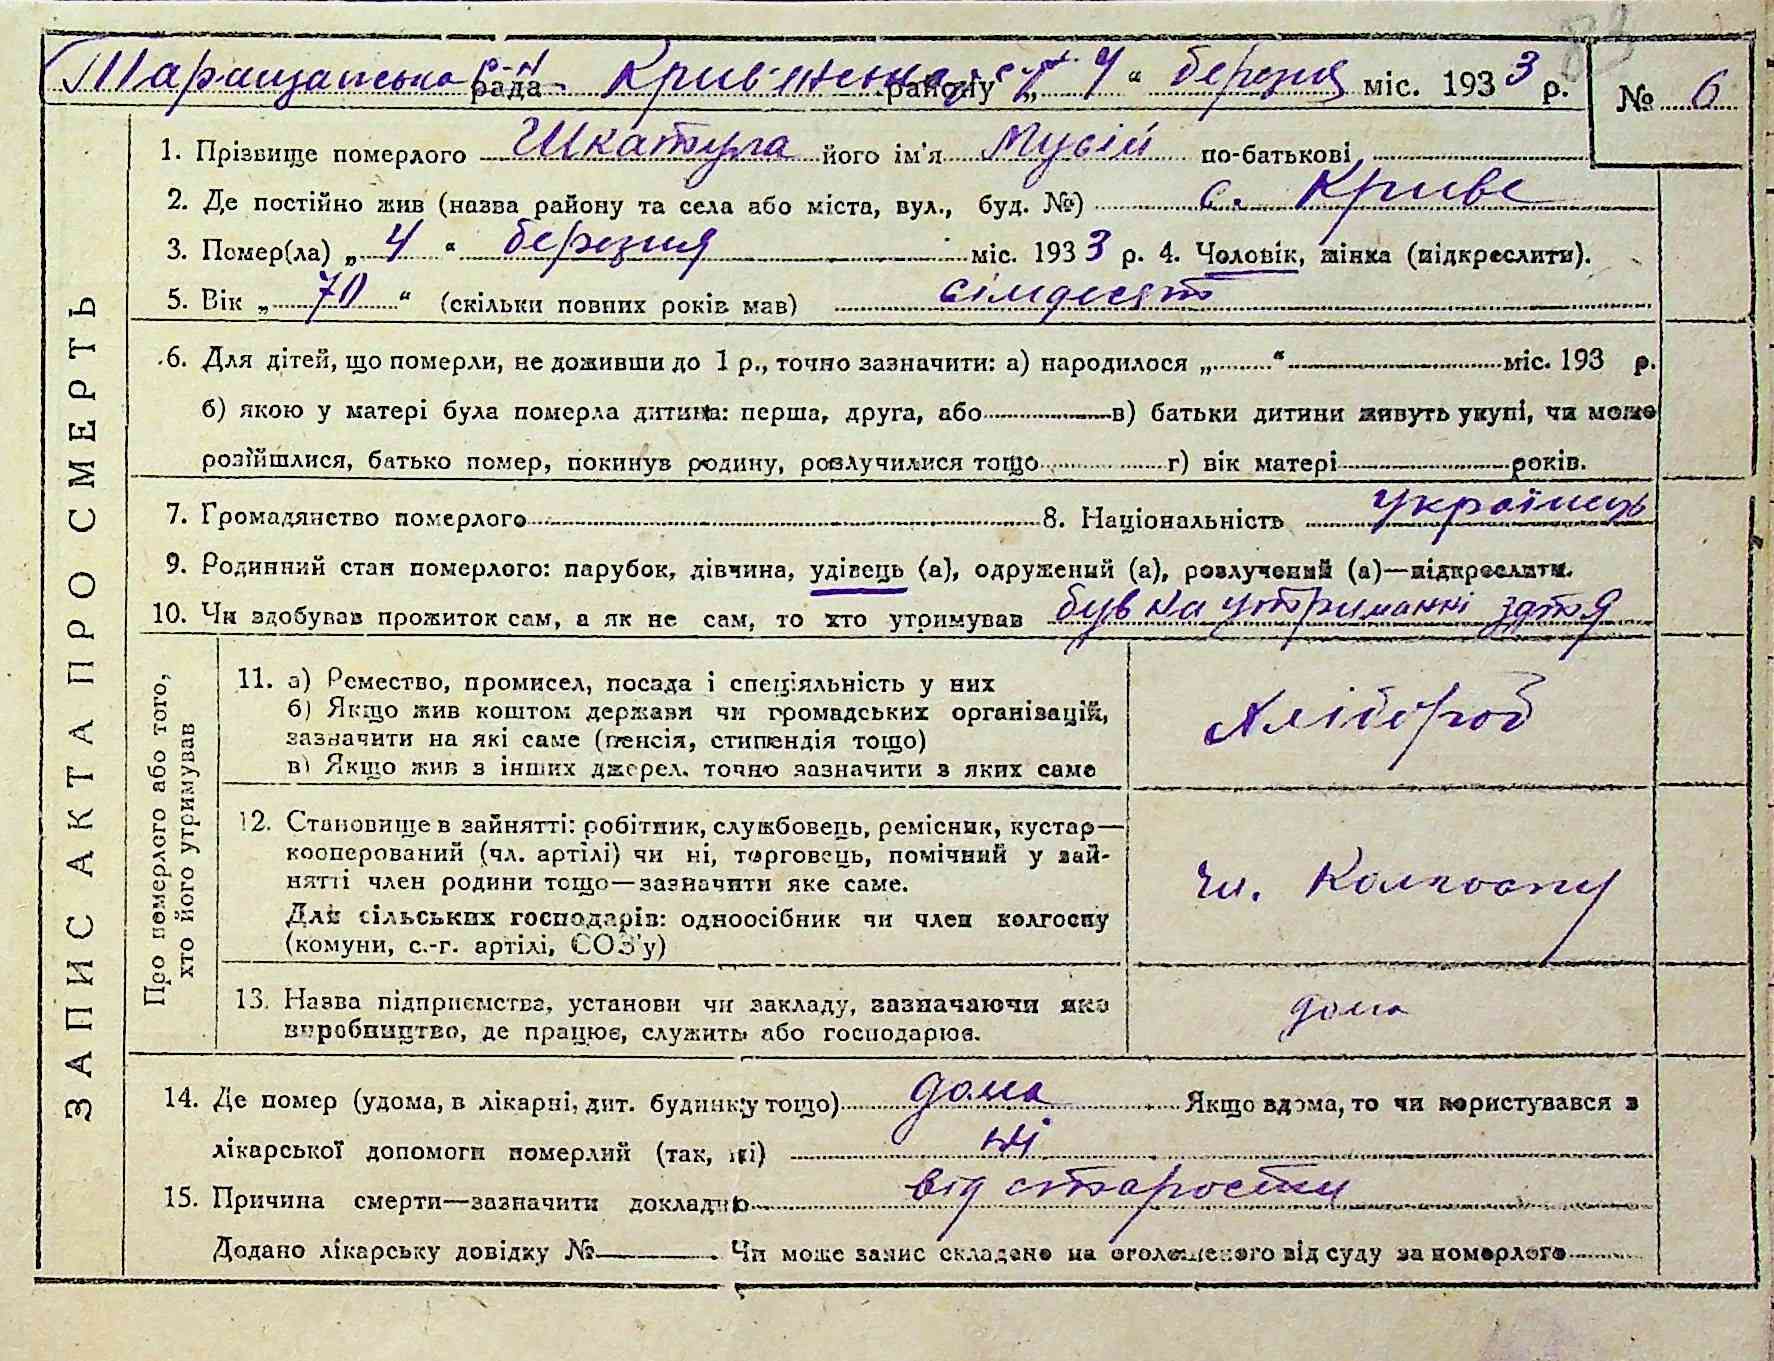 83
Таращанська р-н рада Крив-нська районy с/р „ 4 “ березня міс. 1933 р. № 6
ЗАПИС АКТА ПРО СМЕРТЬ
1. Прізвище померлого Шкатула його ім'я Мусій по-батькові
2. Де постійно жив (назва району та села або міста, вул., буд. №) с. Криве
3. Помер(ла) „ 4 “ березня міс. 1933 р. 4. Чоловік, жінка (підкреслити).
5. Вік „ 70 “ (скільки повних років мав) сімдесят
6. Для дітей, що померли, не доживши до 1 р., точно зазначити: а) народилося „ “ міс. 193 р.
б) якою у матері була померла дитина: перша, друга, або в) батьки дитини живуть укупі, чи може
розійшлися, батько помер, покинув родину, розлучилися тощо г) вік матері років.
7. Громадянство померлого 8. Національність українець
9. Родинний стан померлого: парубок, дівчина, удівець (а), одружений (а), розлучений (а)—підкреслити.
10. Чи здобував прожиток сам, а як не сам, то хто утримував був на утриманні зятя
Про померлого або того,
хто його утримував
11. а) Ремество, промисел, посада і спеціяльність у них
б) Якщо жив коштом держави чи громадських організацій,
зазначити на які саме (пенсія, стипендія тощо)
в) Якщо жив з інших джерел, точно зазначити з яких саме
Хлібороб
12. Становище в зайнятті: робітник, службовець, ремісник, кустар—
кооперований (чл. артілі) чи ні, торговець, помічний у зай-
нятті член родини тощо—зазначити яке саме.
Для сільських господарів: одноосібник чи член колгоспу
(комуни, с.-г. артілі, СОЗ'у)
чл. Колгоспу
13. Назва підприємства, установи чи закладу, зазначаючи яке
виробництво, де працює, служить або господарює.
дома
14. Де помер (удома, в лікарні, дит. будинку тощо) дома Якщо вдома, то чи користувався з
лікарської допомоги померлий (так, ні) ні
15. Причина смерти—зазначити докладно від старости
Додано лікарську довідку № . Чи може запис складено на оголошеного від суду за померлого